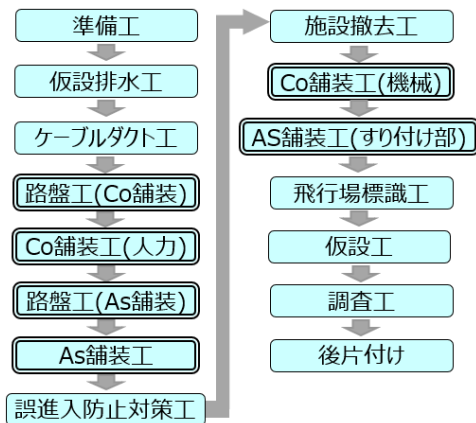 準備工
仮設排水工
ケーブルダクト工
路盤工(Co舗装)
Co舗装工(人力)
路盤工(As舗装)
As舗装工
誤進入防止対策工
施設撤去工
Co舗装工(機械)
AS舗装工(すり付け部)
飛行場標識工
仮設工
調査工
後片付け